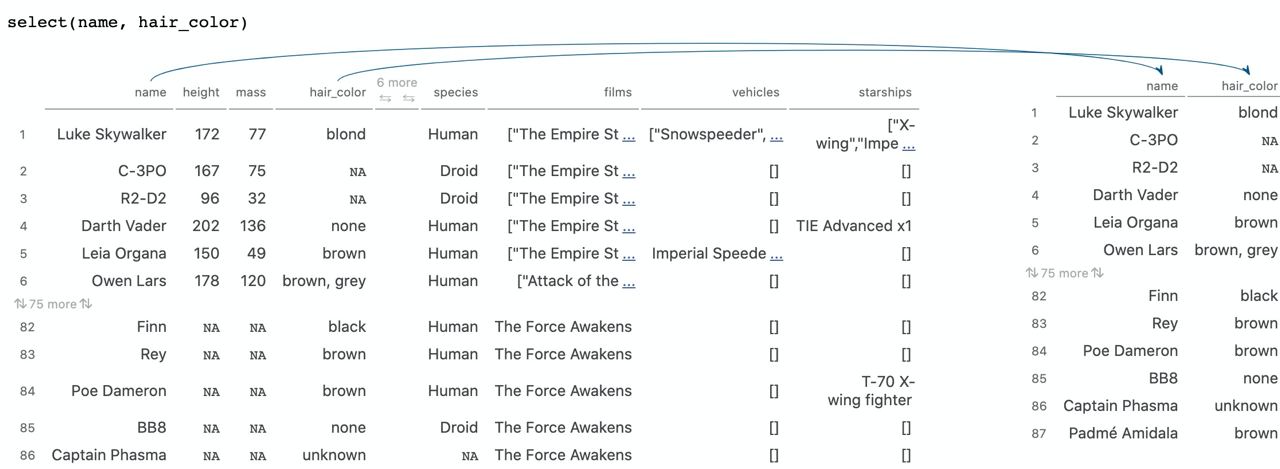 select(name, hair_color)
name height mass hair_color 6 more species films vehicles starships
1 Luke Skywalker 172 77 blond Human ["The Empire St ... ["Snowspeeder", ... ["X-
wing","Impe ...
2 C-3PO 167 75 NA Droid ["The Empire St ... [] []
3 R2-D2 96 32 NA Droid ["The Empire St ... [] []
4 Darth Vader 202 136 none Human ["The Empire St ... [] TIE Advanced x1
5 Leia Organa 150 49 brown Human ["The Empire St ... Imperial Speede ... []
6 Owen Lars 178 120 brown, grey Human ["Attack of the ... [] []
⇅ 75 more ⇅
82 Finn NA NA black Human The Force Awakens [] []
83 Rey NA NA brown Human The Force Awakens [] []
84 Poe Dameron NA NA brown Human The Force Awakens [] T-70 X-
wing fighter
85 BB8 NA NA none Droid The Force Awakens [] []
86 Captain Phasma NA NA unknown NA The Force Awakens [] []
name hair_color
1 Luke Skywalker blond
2 C-3PO NA
3 R2-D2 NA
4 Darth Vader none
5 Leia Organa brown
6 Owen Lars brown, grey
⇅ 75 more ⇅
82 Finn black
83 Rey brown
84 Poe Dameron brown
85 BB8 none
86 Captain Phasma unknown
87 Padmé Amidala brown